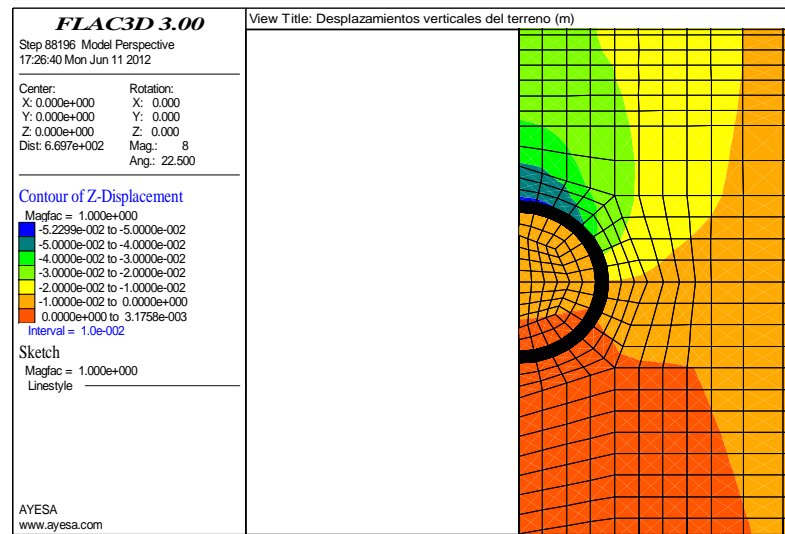 FLAC3D 3.00
Step 88196 Model Perspective
17:26:40 Mon Jun 11 2012
Center:
X: 0.000e+000
Y: 0.000e+000
Z: 0.000e+000
Dist: 6.697e+002
Rotation:
X: 0.000
Y: 0.000
Z: 0.000
Mag.: 8
Ang.: 22.500
Contour of Z-Displacement
Magfac = 1.000e+000
-5.2299e-002 to -5.0000e-002
-5.0000e-002 to -4.0000e-002
-4.0000e-002 to -3.0000e-002
-3.0000e-002 to -2.0000e-002
-2.0000e-002 to -1.0000e-002
-1.0000e-002 to 0.0000e+000
0.0000e+000 to 3.1758e-003
Interval = 1.0e-002
Sketch
Magfac = 1.000e+000
Linestyle
AYESA
www.ayesa.com
View Title: Desplazamientos verticales del terreno (m)